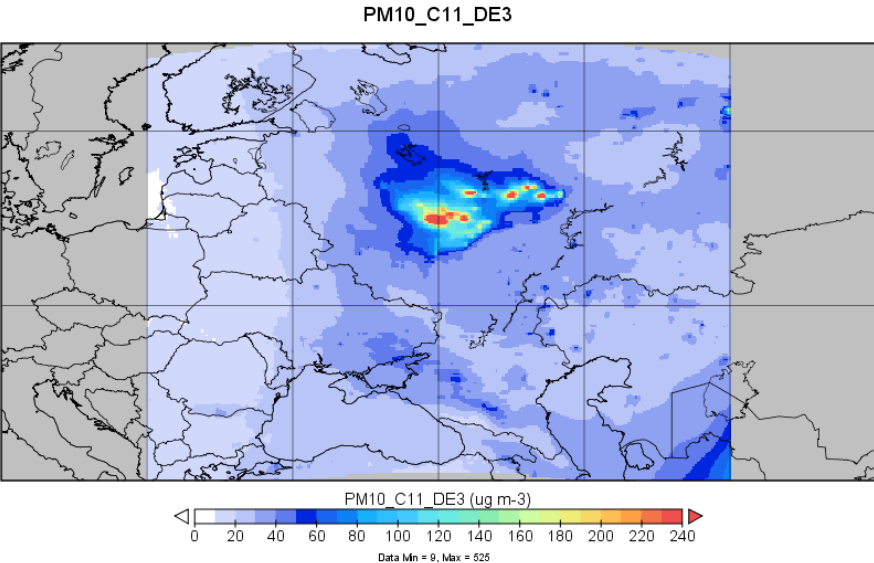 PM10_C11_DE3
PM10_C11_DE3 (ug m-3)
0 20 40 60 80 100 120 140 160 180 200 220 240
Data Min = 9, Max = 525